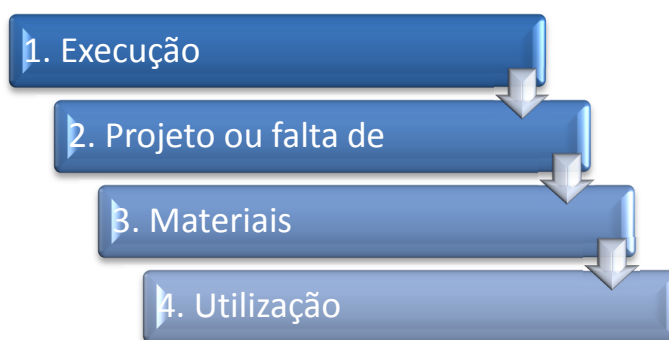 1. Execução
2. Projeto ou falta de
3. Materiais
4. Utilização